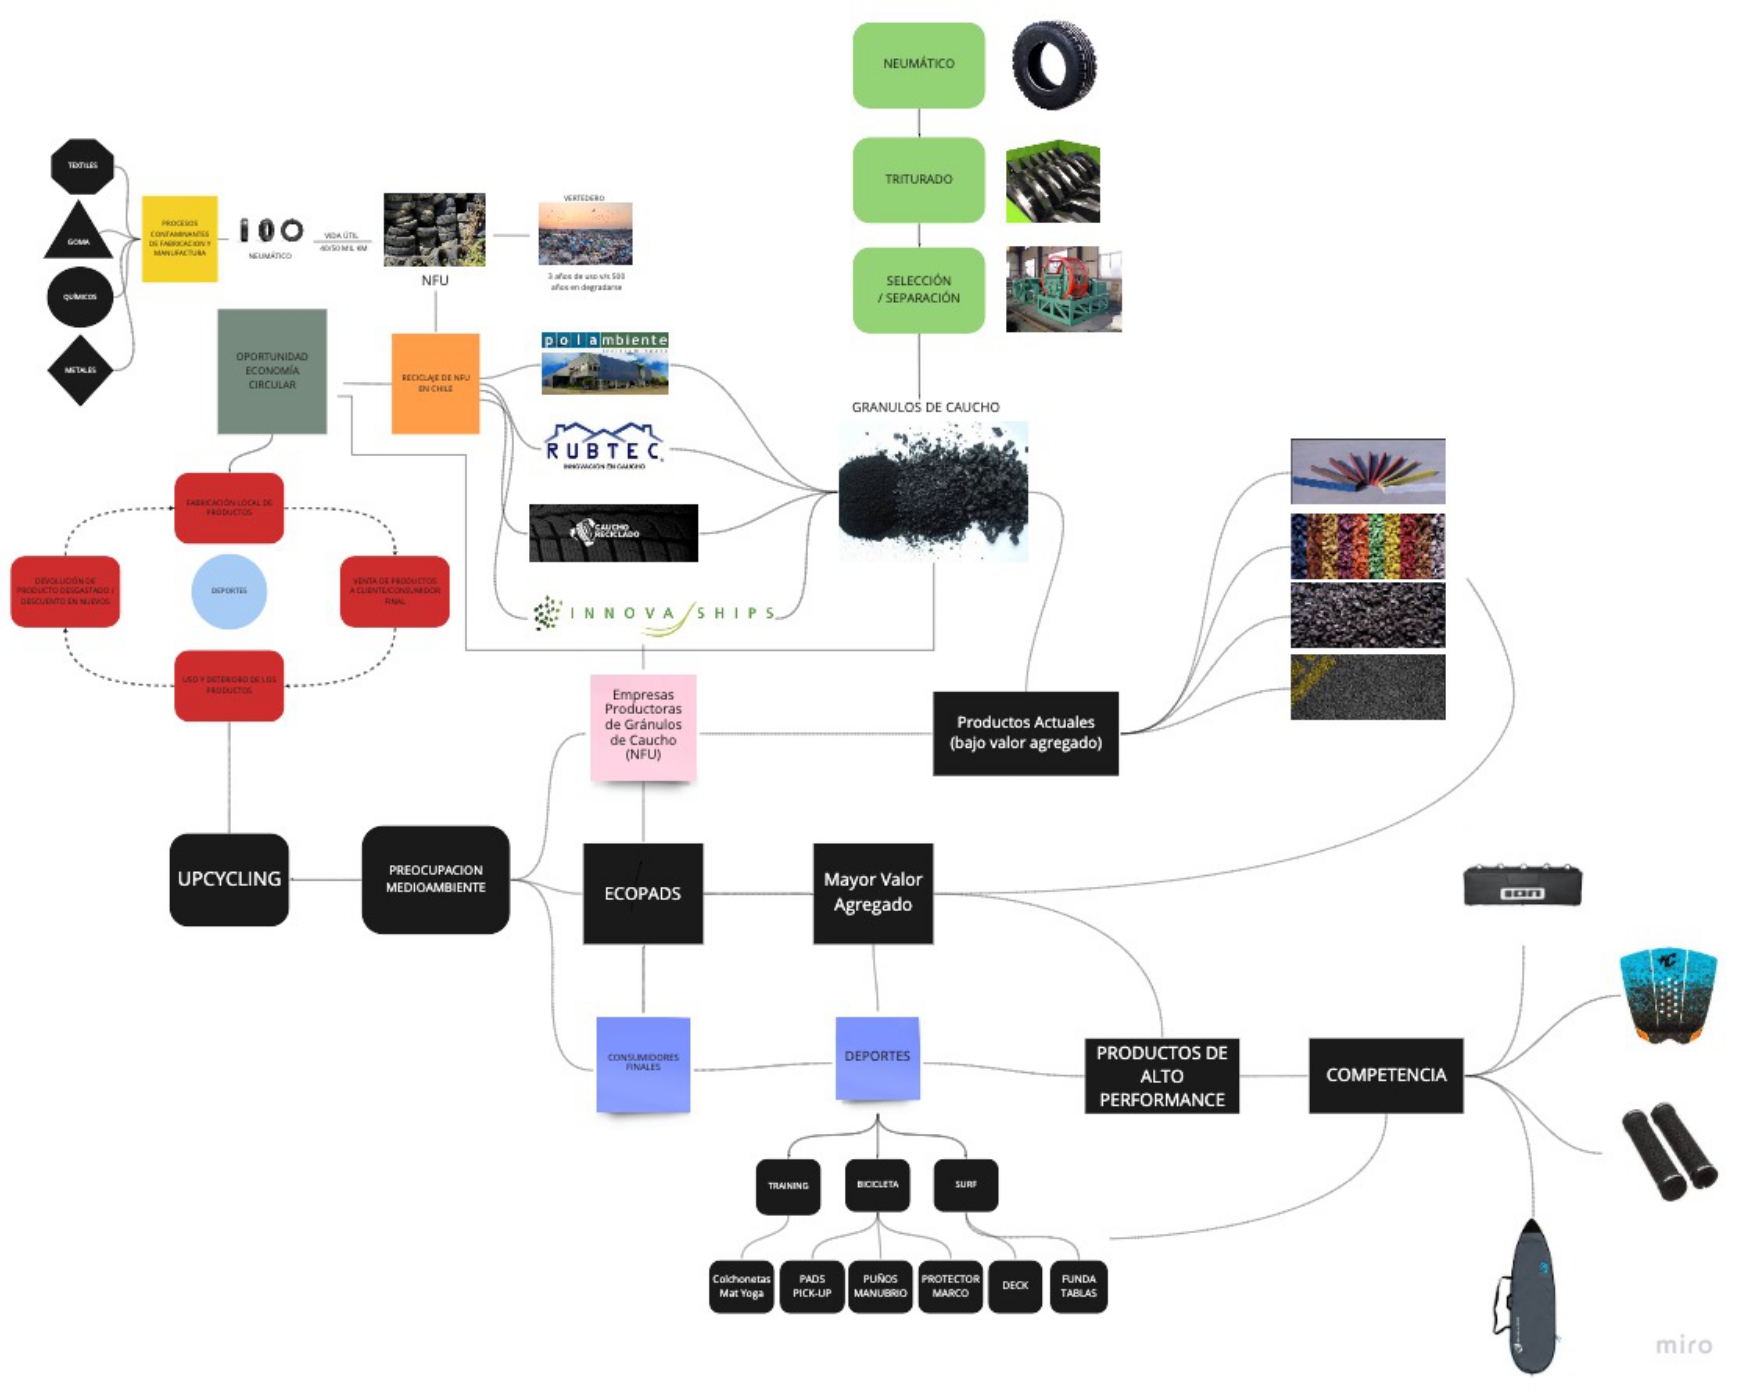 NEUMÁTICO
TRITURADO
SELECCIÓN
/ SEPARACIÓN
GRANULOS DE CAUCHO
TEXTILES
GOMA
QUÍMICOS
METALES
PROCESOS
CONTAMINANTES
DE FABRICACION Y
MANUFACTURA
NEUMÁTICO
VIDA ÚTIL
40/50 MIL KM
NFU
VERTEDERO
3 años de uso v/s 500
años en degradarse
OPORTUNIDAD
ECONOMÍA
CIRCULAR
RECICLAJE DE NFU
EN CHILE
polambiente
RUBTEC
INNOVACIÓN EN CAUCHO
CAUCHO
RECICLADO
INNOVA SHIPS
FABRICACIÓN LOCAL DE
PRODUCTOS
DEVOLUCIÓN DE
PRODUCTO DESGASTADO /
DESCUENTO EN NUEVOS
DEPORTES
VENTA DE PRODUCTOS
A CLIENTE/CONSUMIDOR
FINAL
USO Y DETERIORO DE LOS
PRODUCTOS
Empresas
Productoras
de Gránulos
de Caucho
(NFU)
Productos Actuales
(bajo valor agregado)
UPCYCLING
PREOCUPACION
MEDIOAMBIENTE
ECOPADS
Mayor Valor
Agregado
CONSUMIDORES
FINALES
DEPORTES
PRODUCTOS DE
ALTO
PERFORMANCE
COMPETENCIA
ion
TRAINING
BICICLETA
SURF
Colchonetas
Mat Yoga
PADS
PICK-UP
PUÑOS
MANUBRIO
PROTECTOR
MARCO
DECK
FUNDA
TABLAS
miro